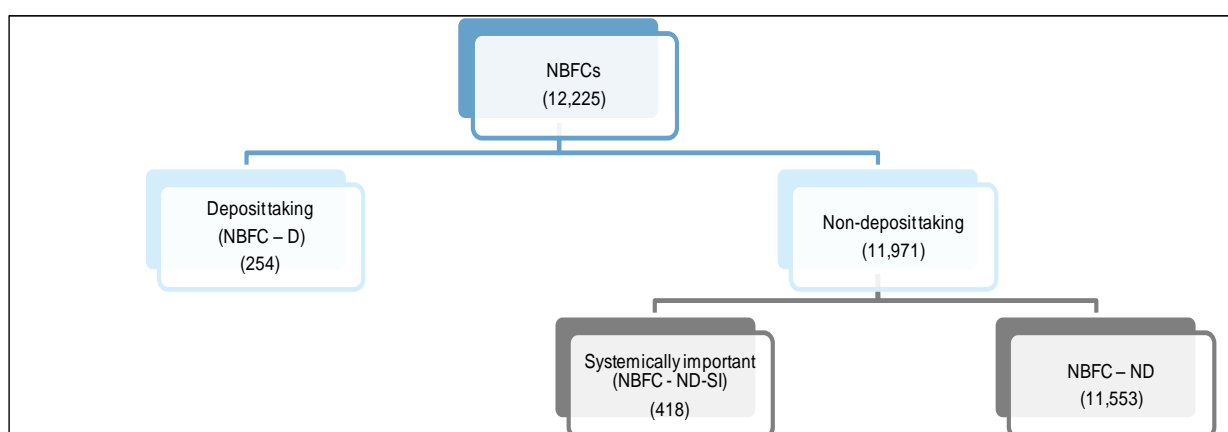 NBFCs
(12,225)
Deposit taking
(NBFC – D)
(254)
Non-deposit taking
(11,971)
Systemically important
(NBFC - ND-SI)
(418)
NBFC – ND
(11,553)